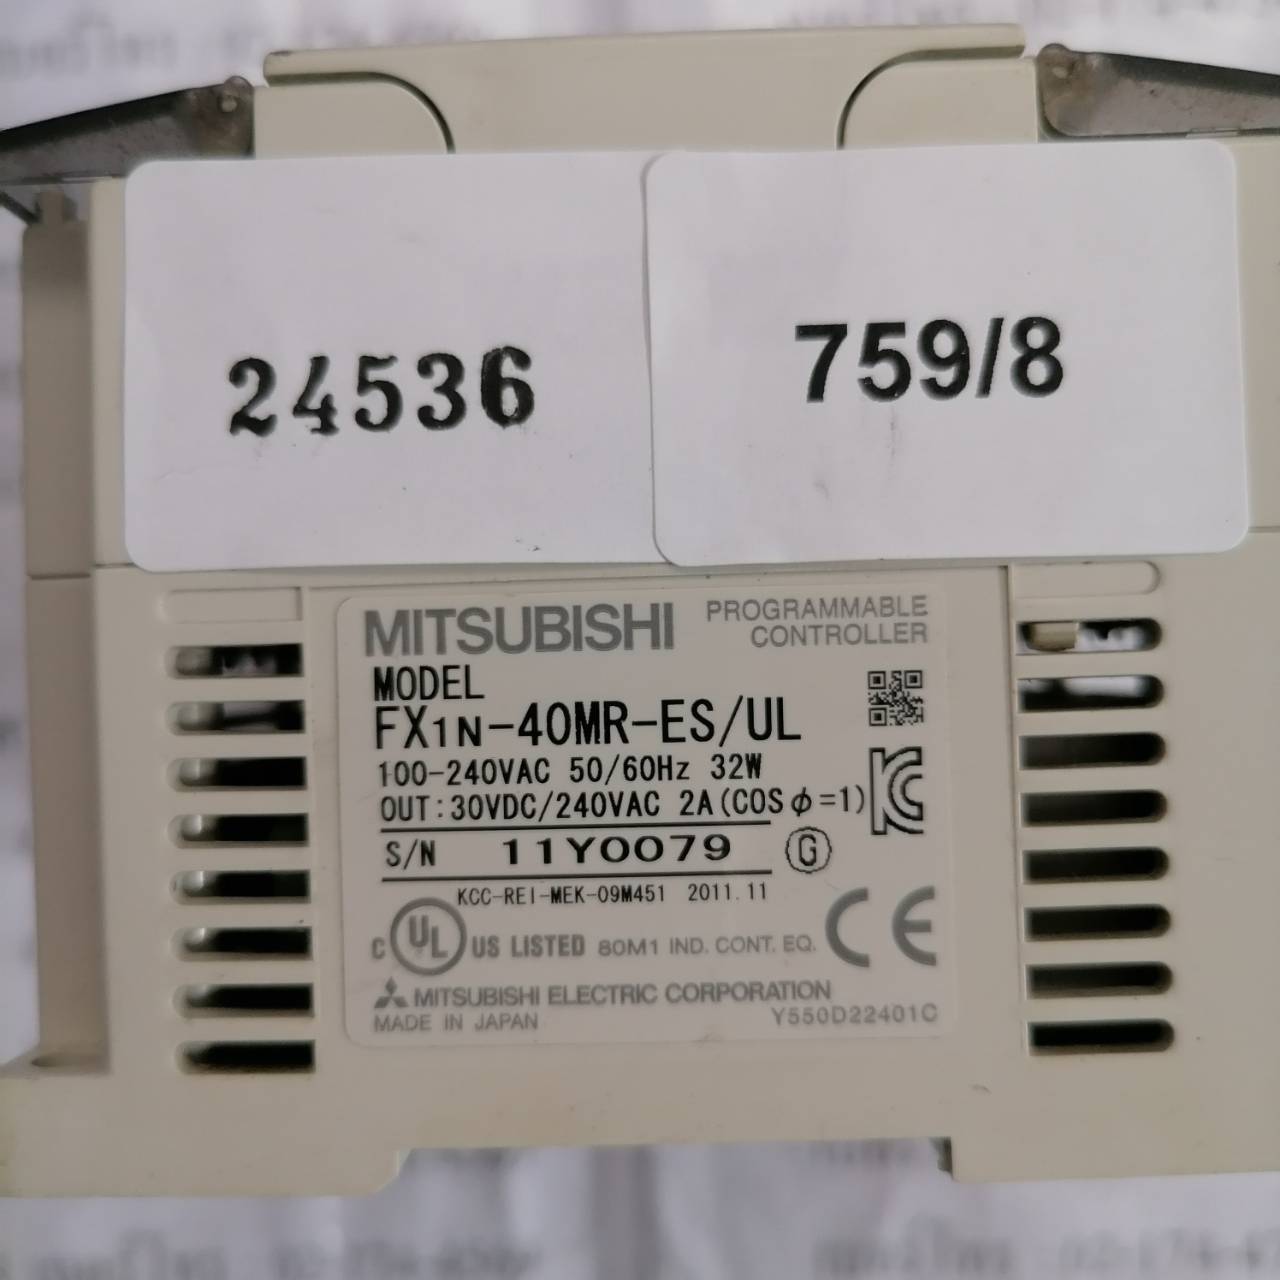 24536
759/8
MITSUBISHI
PROGRAMMABLE
CONTROLLER
MODEL
FX1N-40MR-ES/UL
100-240VAC 50/60Hz 32W
OUT:30VDC/240VAC 2A(COSφ=1)
S/N 11Y0079
G
KCC-REI-MEK-09M451 2011.11
C UL US LISTED 80M1 IND. CONT. EQ.
CE
MITSUBISHI ELECTRIC CORPORATION
MADE IN JAPAN
Y550D22401C